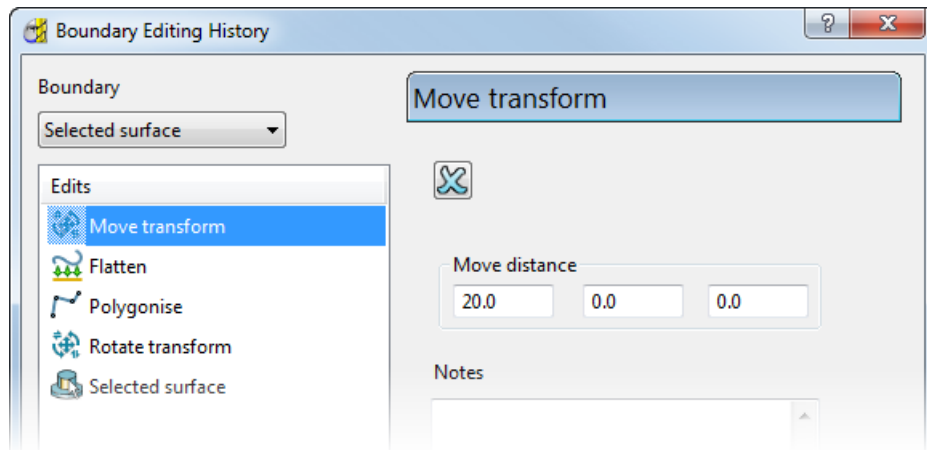 Boundary Editing History
?
Boundary
Selected surface
Edits
Move transform
Flatten
Polygonise
Rotate transform
Selected surface
Move transform
Move distance
20.0 0.0 0.0
Notes